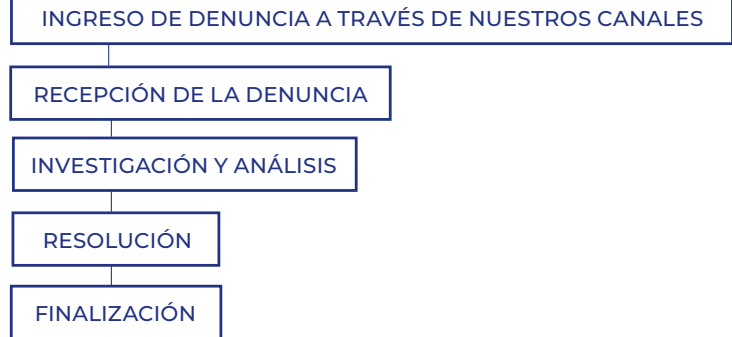 INGRESO DE DENUNCIA A TRAVÉS DE NUESTROS CANALES
RECEPCIÓN DE LA DENUNCIA
INVESTIGACIÓN Y ANÁLISIS
RESOLUCIÓN
FINALIZACIÓN